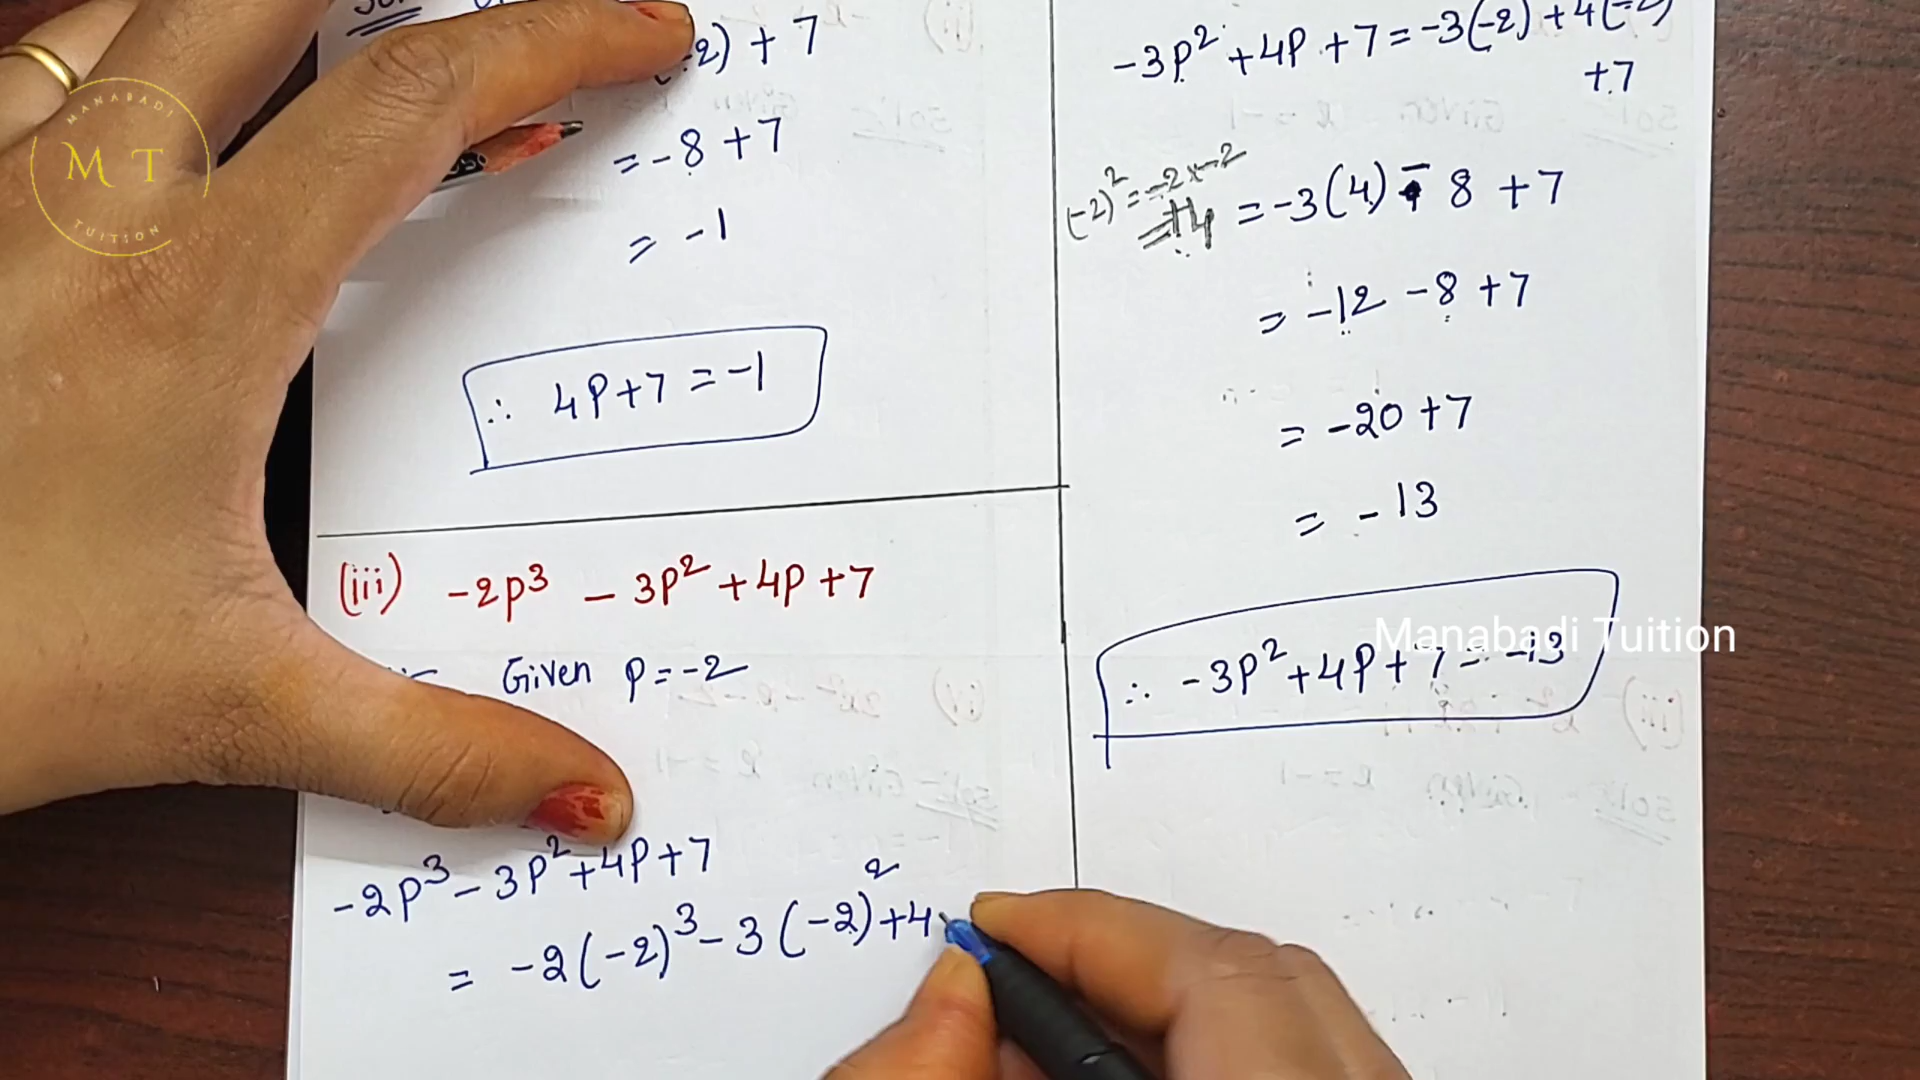 MANABADI
M T
TUITION
-2) + 7
= -8 + 7
= -1
∴ 4P+7 = -1
(iii) -2p³ - 3p² + 4p + 7
Given p = -2
-2p³ - 3p² + 4p + 7
= -2(-2)³ - 3(-2)² + 4
-3p² + 4p + 7 = -3(-2) + 4(-2)
+7
(-2)² = -2×-2
= +4
= -3(4) - 8 + 7
= -12 - 8 + 7
= -20 + 7
= -13
∴ -3p² + 4p + 7 = -13
Manabadi Tuition